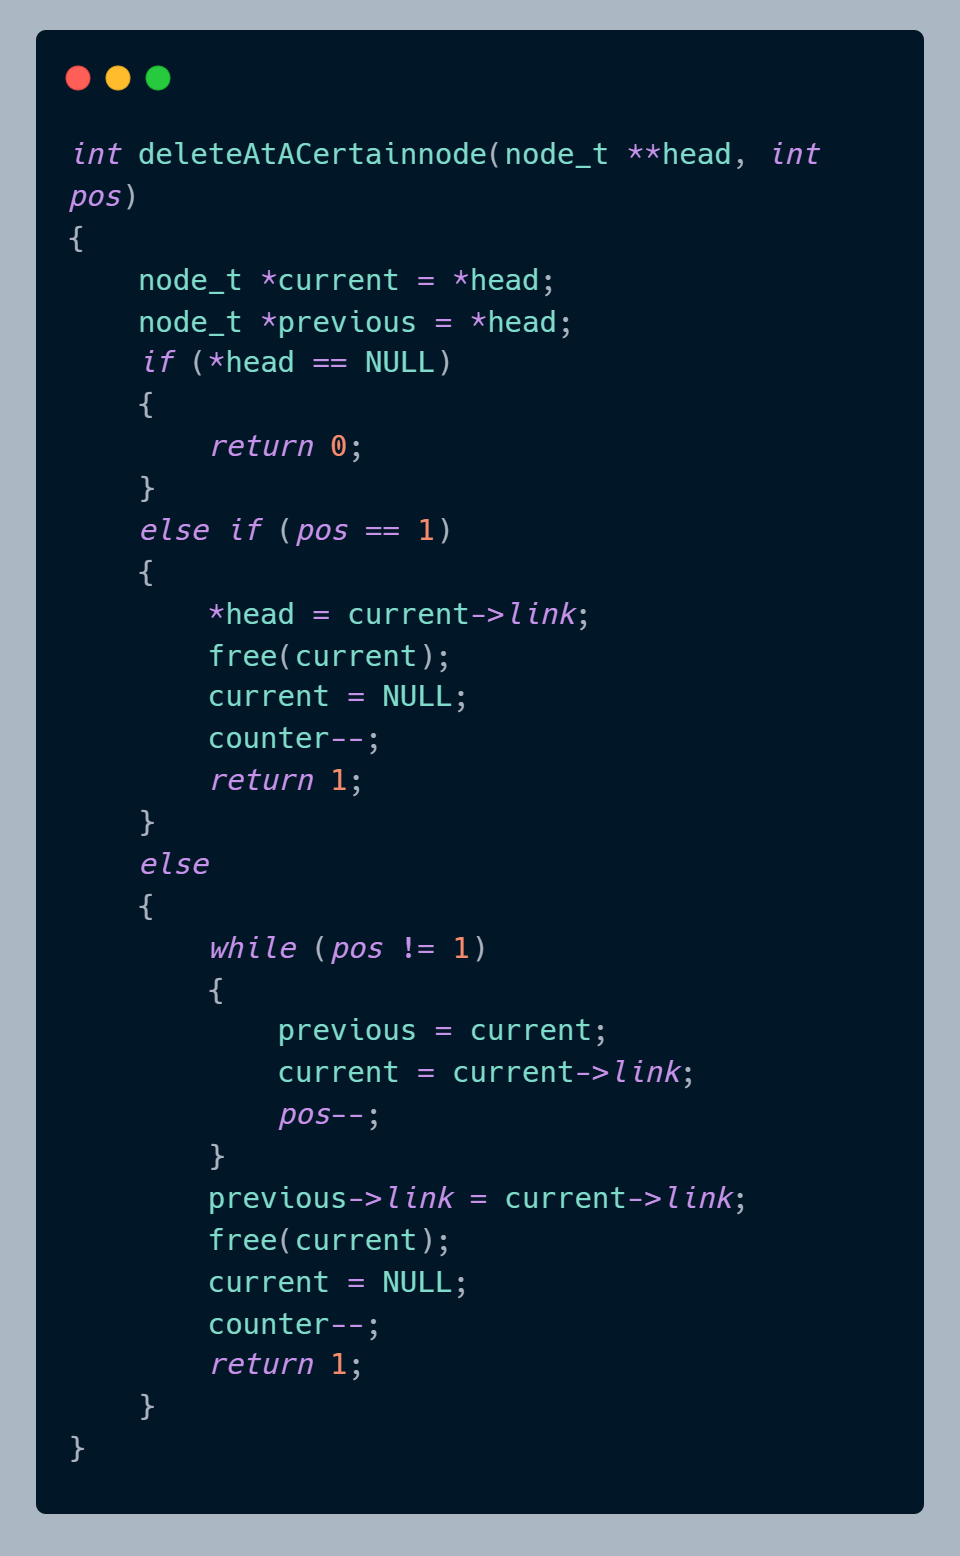 int deleteAtACertainnode(node_t **head, int
pos)
{
    node_t *current = *head;
    node_t *previous = *head;
    if (*head == NULL)
    {
        return 0;
    }
    else if (pos == 1)
    {
        *head = current->link;
        free(current);
        current = NULL;
        counter--;
        return 1;
    }
    else
    {
        while (pos != 1)
        {
            previous = current;
            current = current->link;
            pos--;
        }
        previous->link = current->link;
        free(current);
        current = NULL;
        counter--;
        return 1;
    }
}